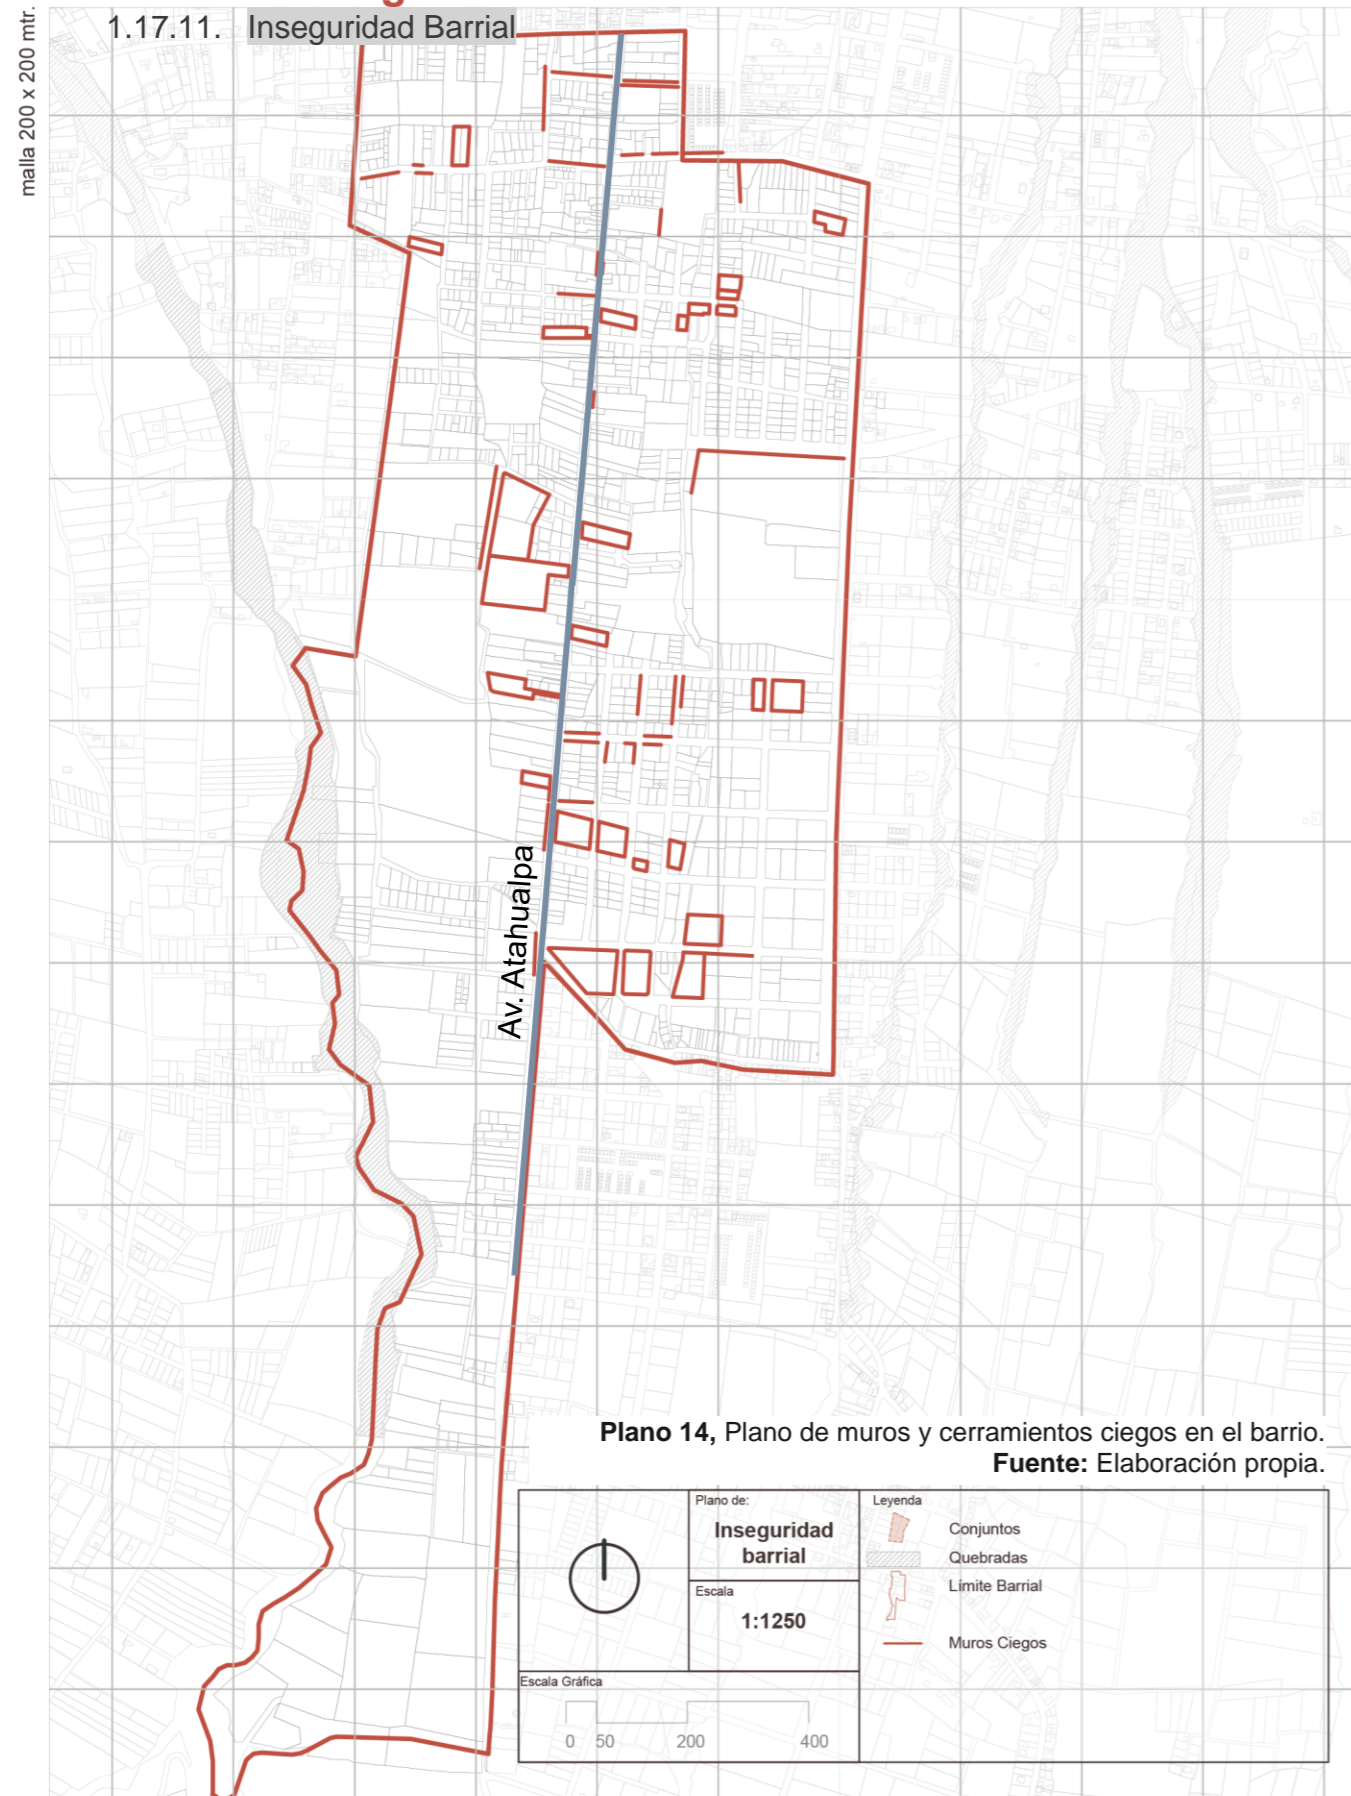 1.17.11. Inseguridad Barrial
malla 200 x 200 mtr.
Av. Atahualpa
Plano 14, Plano de muros y cerramientos ciegos en el barrio.
Fuente: Elaboración propia.
Plano de:
Inseguridad
barrial
Escala
1:1250
Escala Gráfica
0 50 200 400
Leyenda
Conjuntos
Quebradas
Límite Barrial
Muros Ciegos